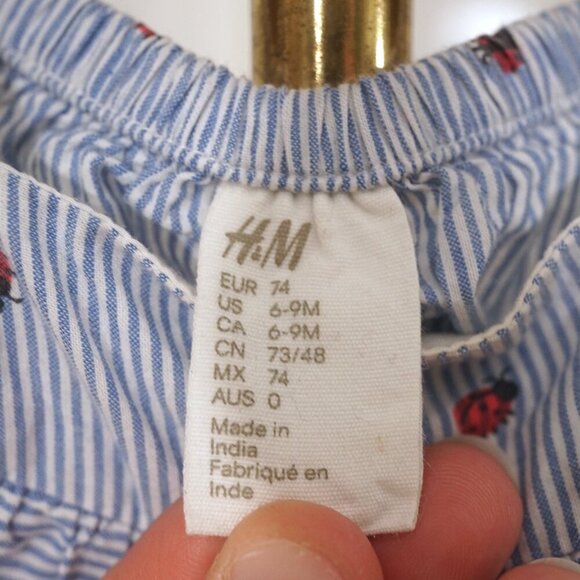 H&M
EUR 74
US 6-9M
CA 6-9M
CN 73/48
MX 74
AUS 0
Made in
India
Fabriqué en
Inde